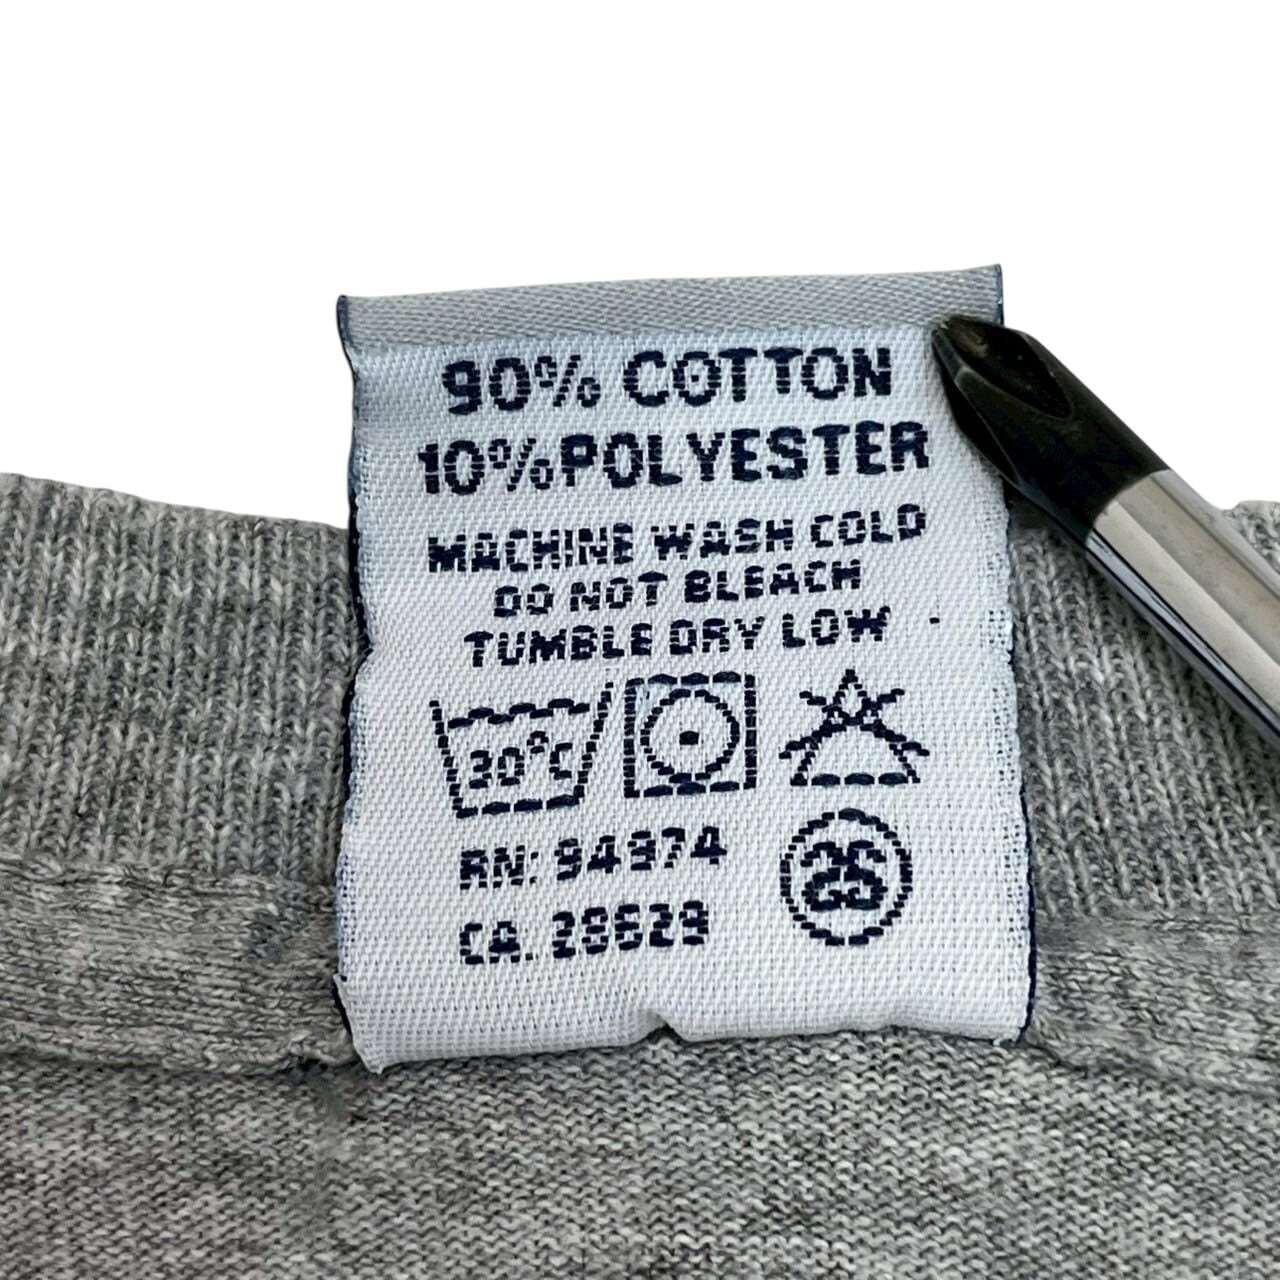 90% COTTON
10% POLYESTER
MACHINE WASH COLD
DO NOT BLEACH
TUMBLE DRY LOW
30°C
RN: 94974
CA. 28629